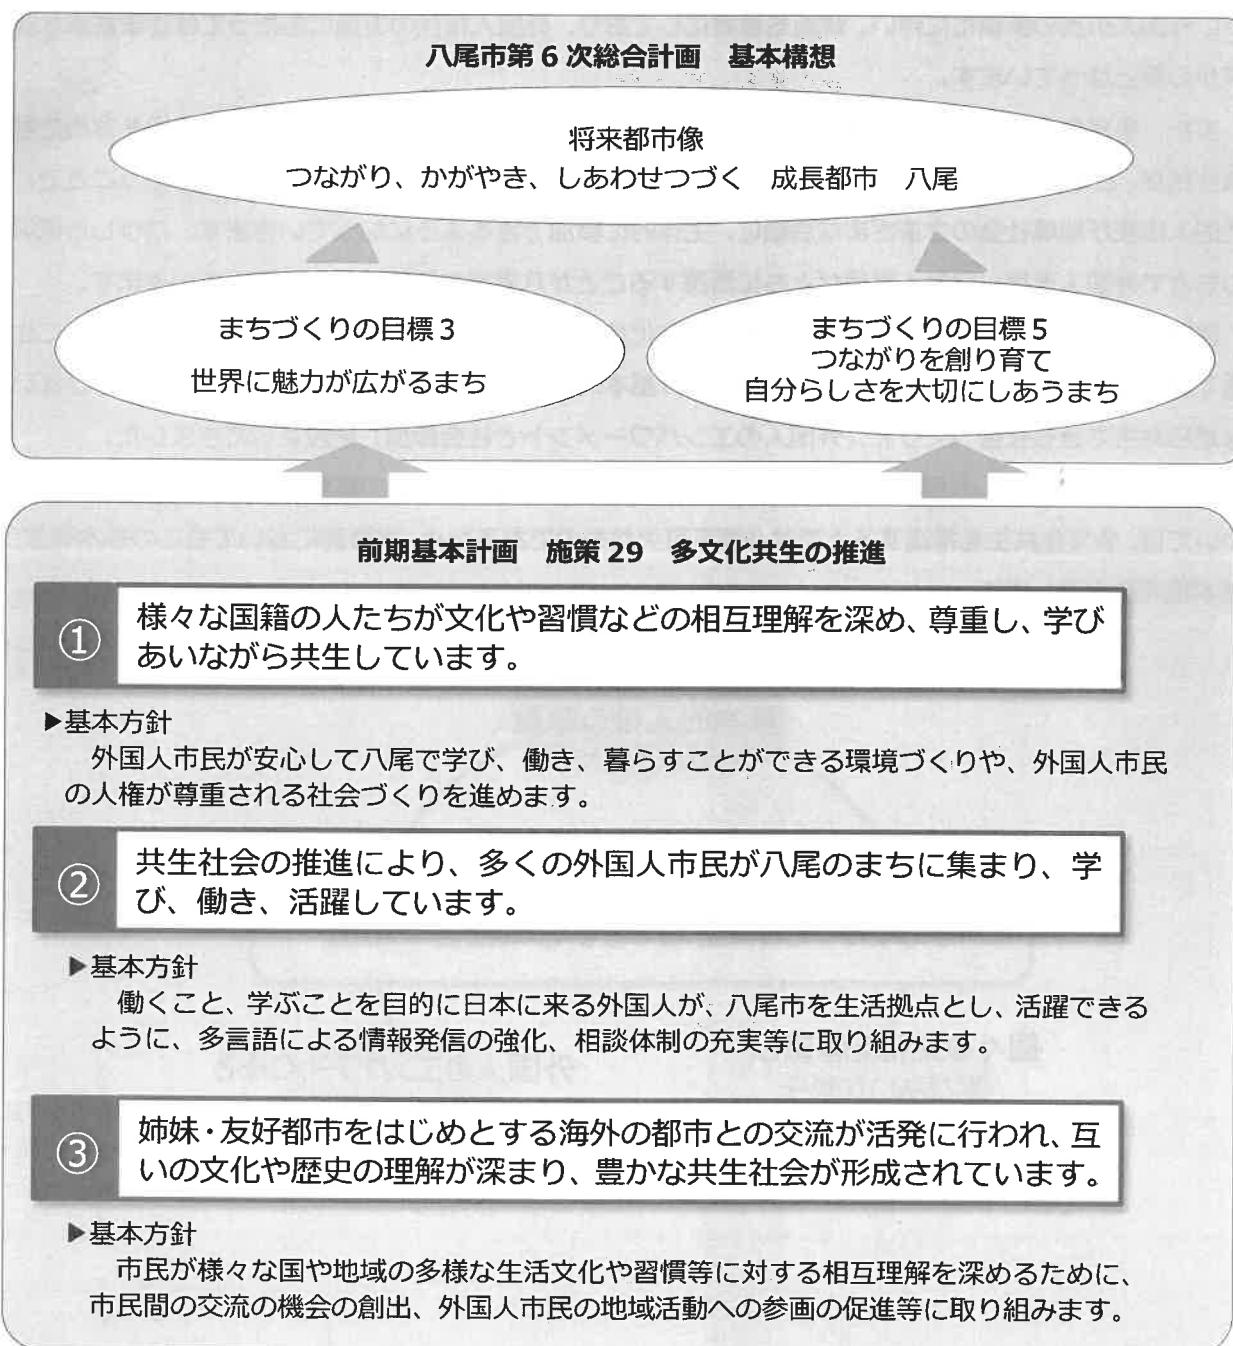 八尾市第6次総合計画　基本構想
将来都市像
つながり、かがやき、しあわせつづく　成長都市　八尾
まちづくりの目標3
世界に魅力が広がるまち
まちづくりの目標5
つながりを創り育て
自分らしさを大切にしあうまち
前期基本計画　施策29　多文化共生の推進
①
様々な国籍の人たちが文化や習慣などの相互理解を深め、尊重し、学び
あいながら共生しています。
▶基本方針
外国人市民が安心して八尾で学び、働き、暮らすことができる環境づくりや、外国人市民
の人権が尊重される社会づくりを進めます。
②
共生社会の推進により、多くの外国人市民が八尾のまちに集まり、学
び、働き、活躍しています。
▶基本方針
働くこと、学ぶことを目的に日本に来る外国人が、八尾市を生活拠点とし、活躍できる
ように、多言語による情報発信の強化、相談体制の充実等に取り組みます。
③
姉妹・友好都市をはじめとする海外の都市との交流が活発に行われ、互
いの文化や歴史の理解が深まり、豊かな共生社会が形成されています。
▶基本方針
市民が様々な国や地域の多様な生活文化や習慣等に対する相互理解を深めるために、
市民間の交流の機会の創出、外国人市民の地域活動への参画の促進等に取り組みます。